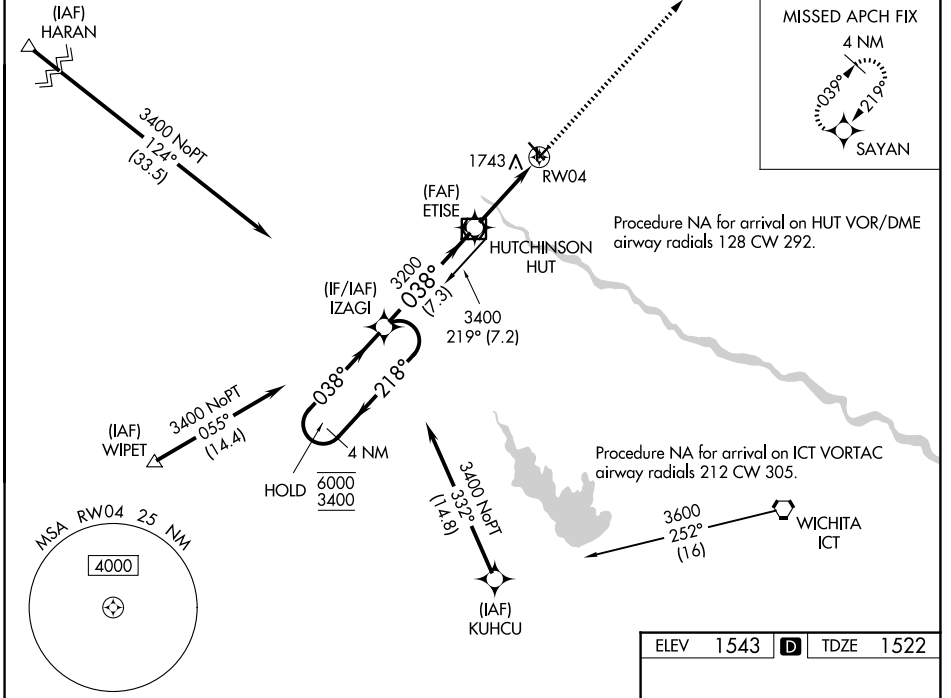 (IAF)
HARAN
3400 NoPT
124°
(33.5)
MISSED APCH FIX
4 NM
039°
219°
SAYAN
1743
RW04
(FAF)
ETISE
HUTCHINSON
HUT
Procedure NA for arrival on HUT VOR/DME
airway radials 128 CW 292.
3200
038°
(7.3)
(IF/IAF)
IZAGI
3400
219° (7.2)
038°
218°
4 NM
HOLD
6000
3400
(IAF)
WIPET
3400 NoPT
055°
(14.4)
3400 NoPT
332°
(14.8)
(IAF)
KUHCU
Procedure NA for arrival on ICT VORTAC
airway radials 212 CW 305.
3600
252°
(16)
WICHITA
ICT
MSA RW04 25 NM
4000
ELEV 1543 D TDZE 1522